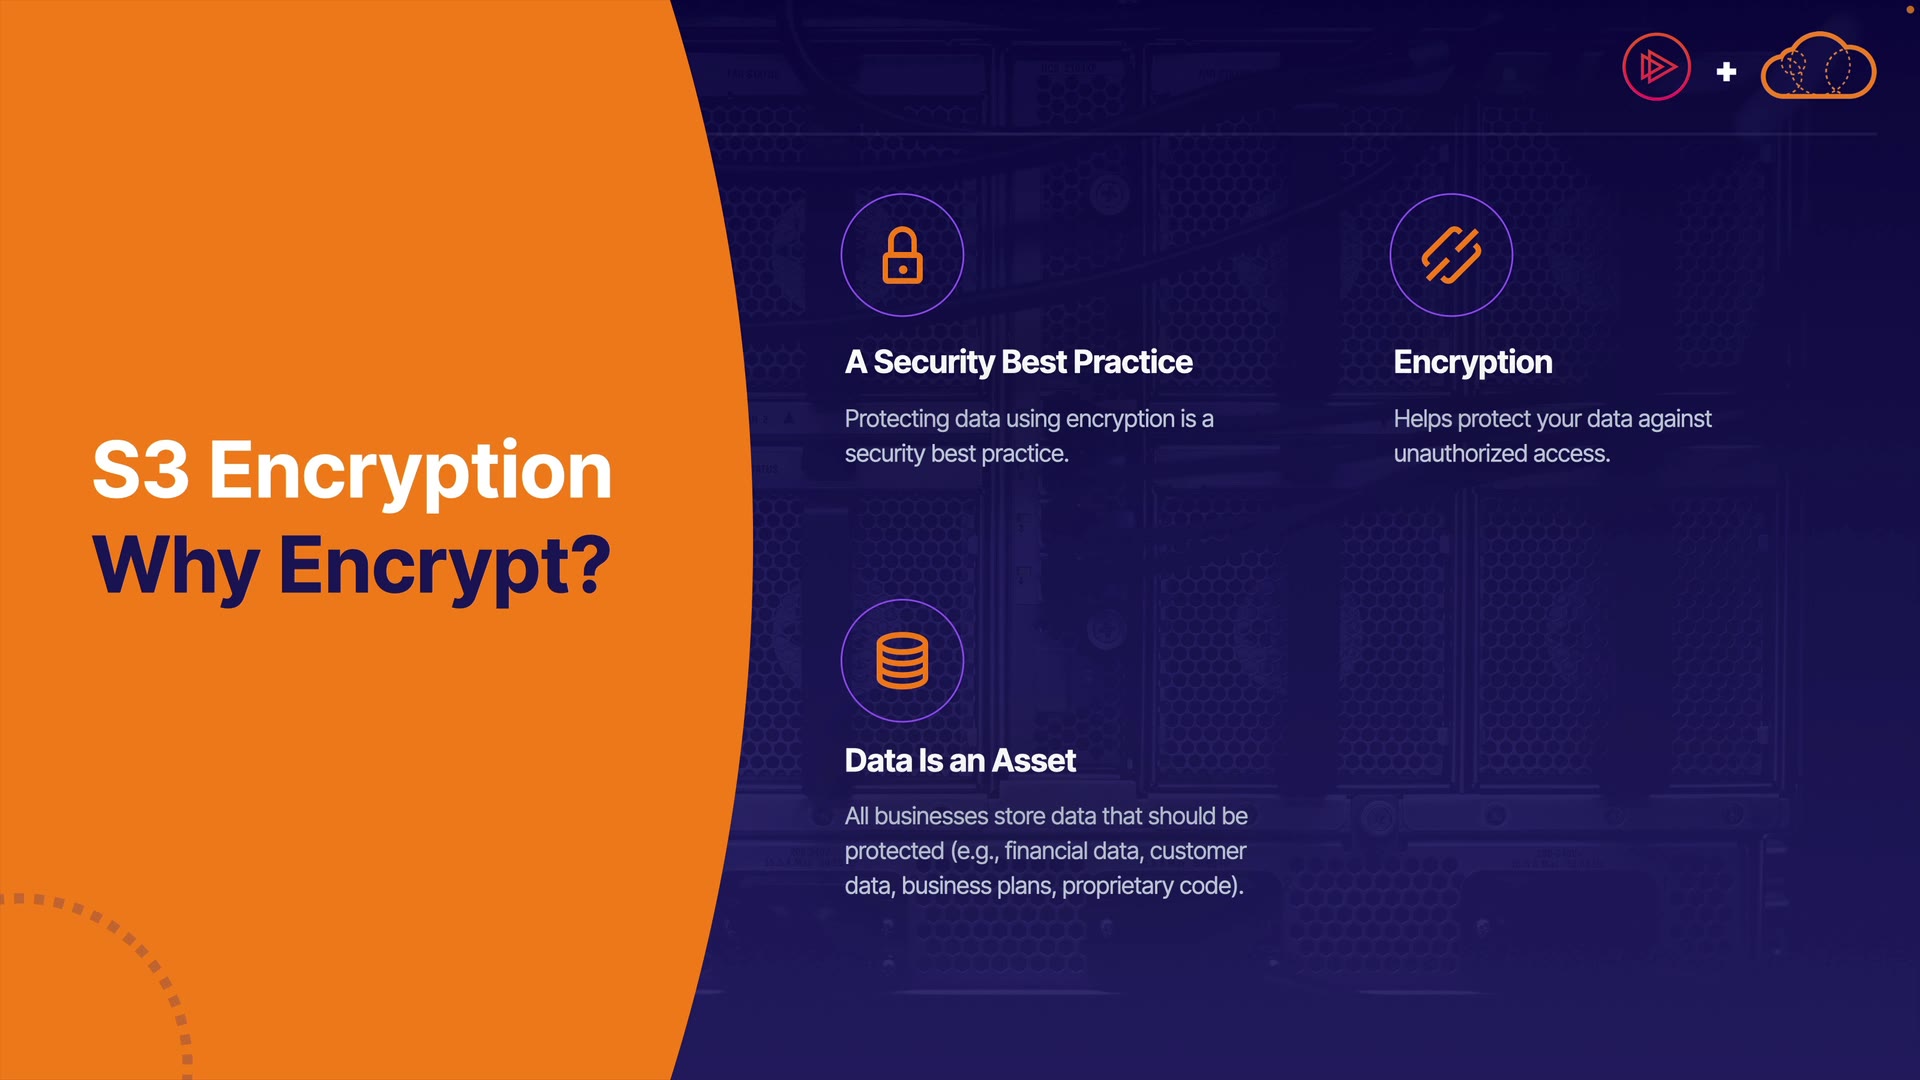 S3 Encryption
Why Encrypt?
A Security Best Practice
Protecting data using encryption is a
security best practice.
Encryption
Helps protect your data against
unauthorized access.
Data Is an Asset
All businesses store data that should be
protected (e.g., financial data, customer
data, business plans, proprietary code).